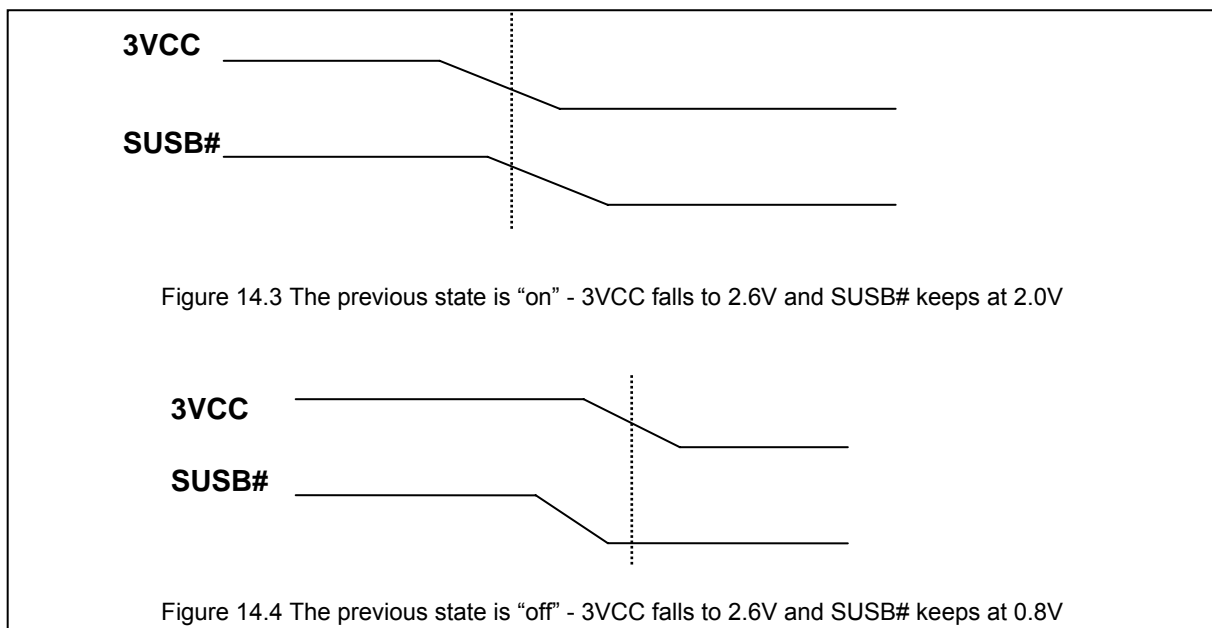 3VCC
SUSB#
Figure 14.3 The previous state is “on” - 3VCC falls to 2.6V and SUSB# keeps at 2.0V
3VCC
SUSB#
Figure 14.4 The previous state is “off” - 3VCC falls to 2.6V and SUSB# keeps at 0.8V